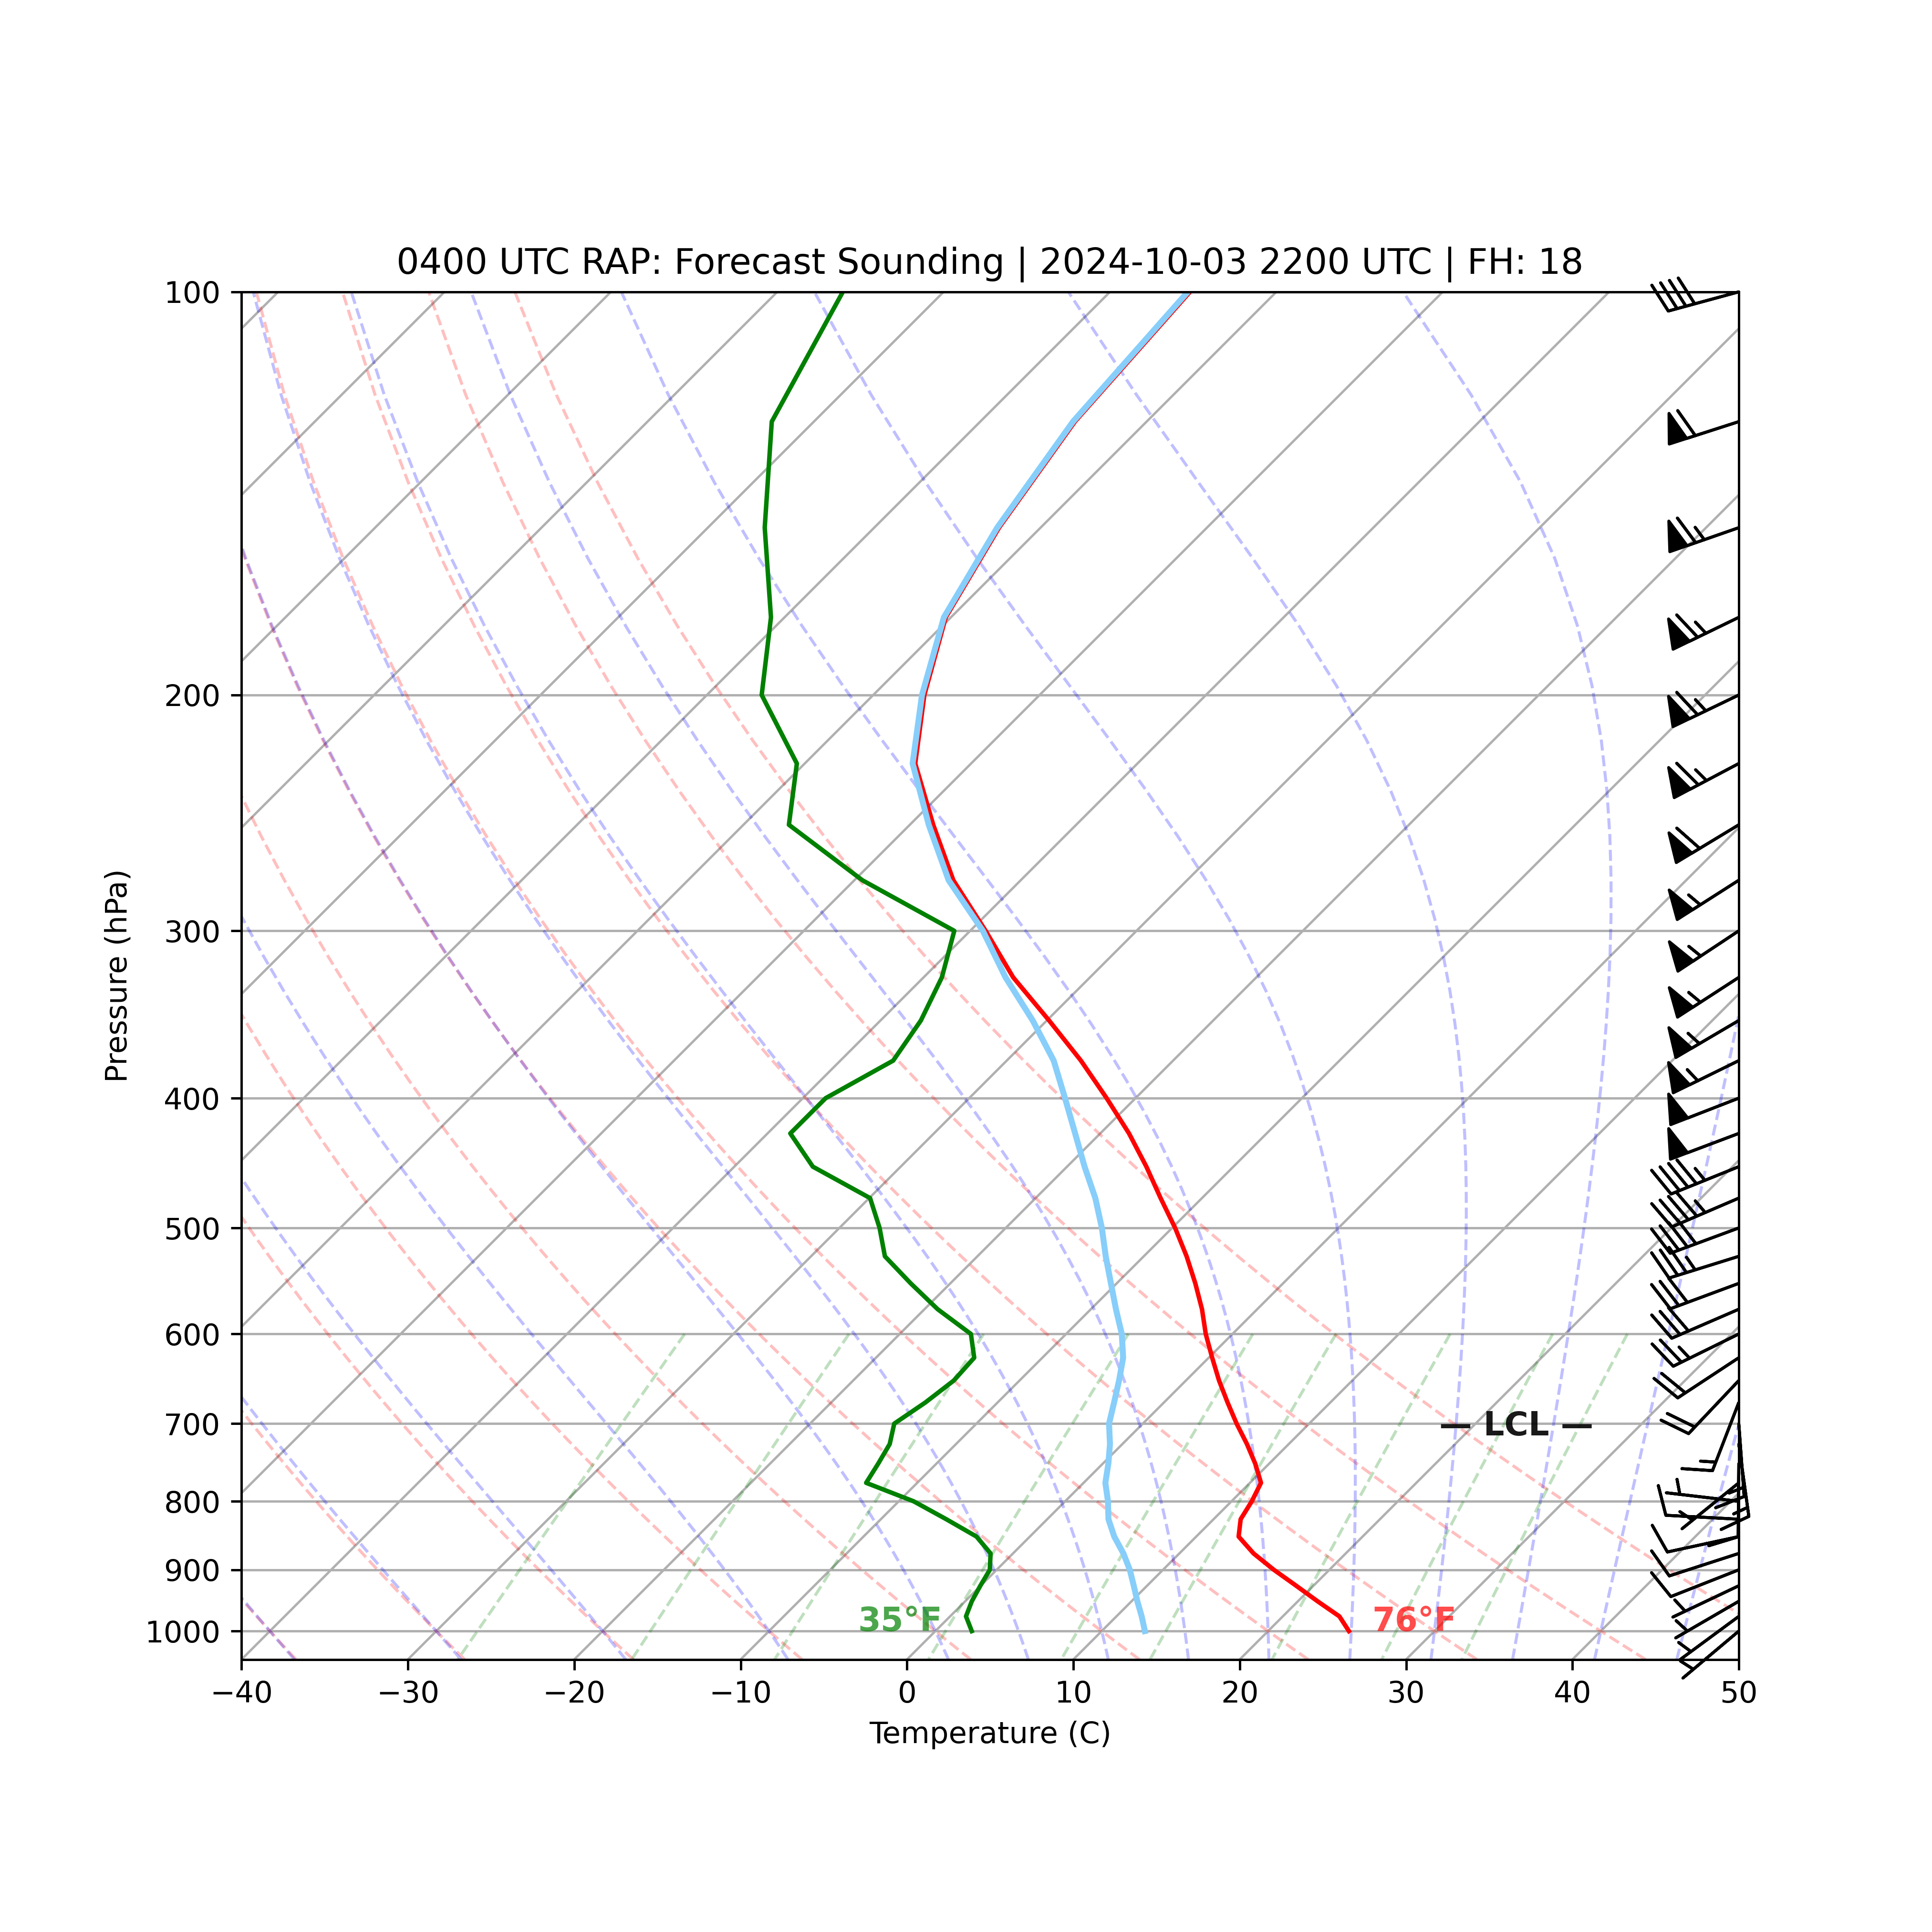 0400 UTC RAP: Forecast Sounding | 2024-10-03 2200 UTC | FH: 18
100
200
300
400
500
600
700
800
900
1000
Pressure (hPa)
— LCL —
35°F
76°F
−40 −30 −20 −10 0 10 20 30 40 50
Temperature (C)